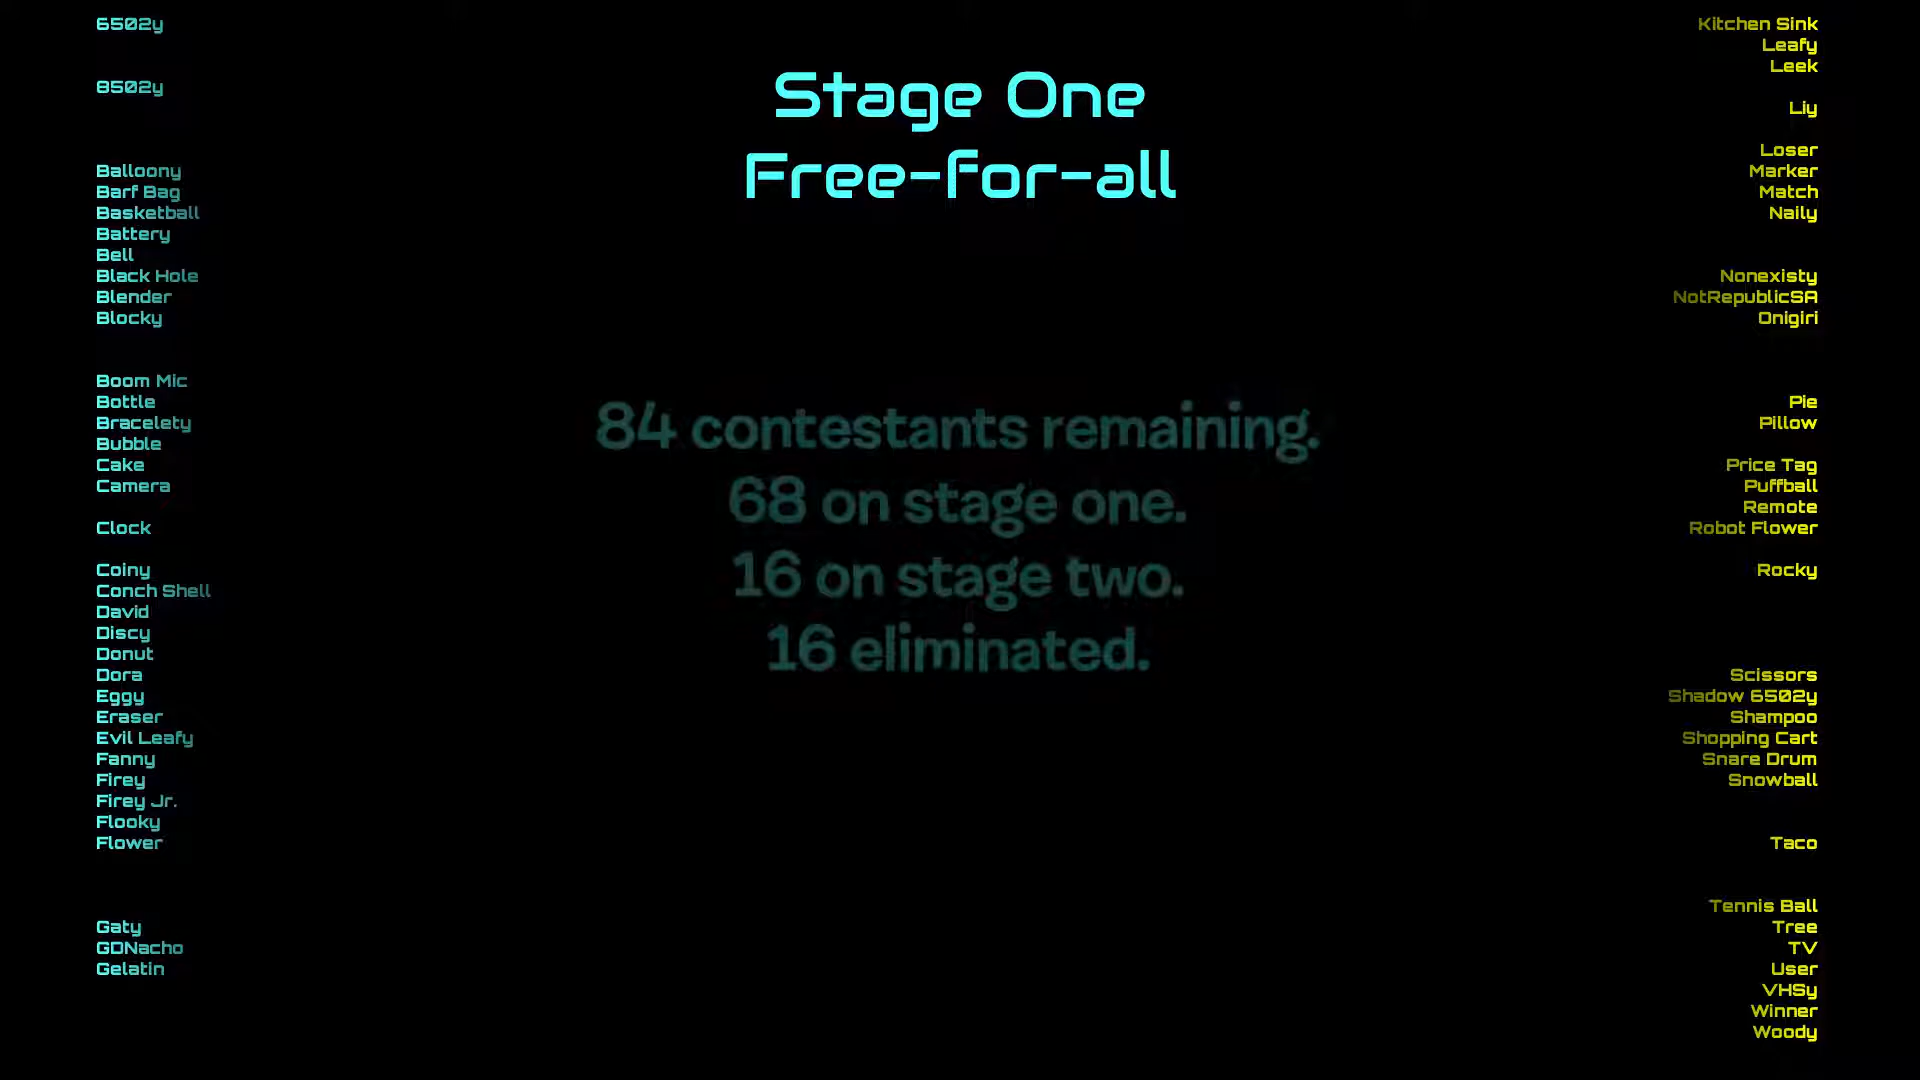 Stage One
Free-for-all
84 contestants remaining.
68 on stage one.
16 on stage two.
16 eliminated.
6502y
8502y
Balloony
Barf Bag
Basketball
Battery
Bell
Black Hole
Blender
Blocky
Boom Mic
Bottle
Bracelety
Bubble
Cake
Camera
Clock
Coiny
Conch Shell
David
Discy
Donut
Dora
Eggy
Eraser
Evil Leafy
Fanny
Firey
Firey Jr.
Flooky
Flower
Gaty
GDNacho
Gelatin
Kitchen Sink
Leafy
Leek
Liy
Loser
Marker
Match
Naily
Nonexisty
NotRepublicSA
Onigiri
Pie
Pillow
Price Tag
Puffball
Remote
Robot Flower
Rocky
Scissors
Shadow 6502y
Shampoo
Shopping Cart
Snare Drum
Snowball
Taco
Tennis Ball
Tree
TV
User
VHSy
Winner
Woody